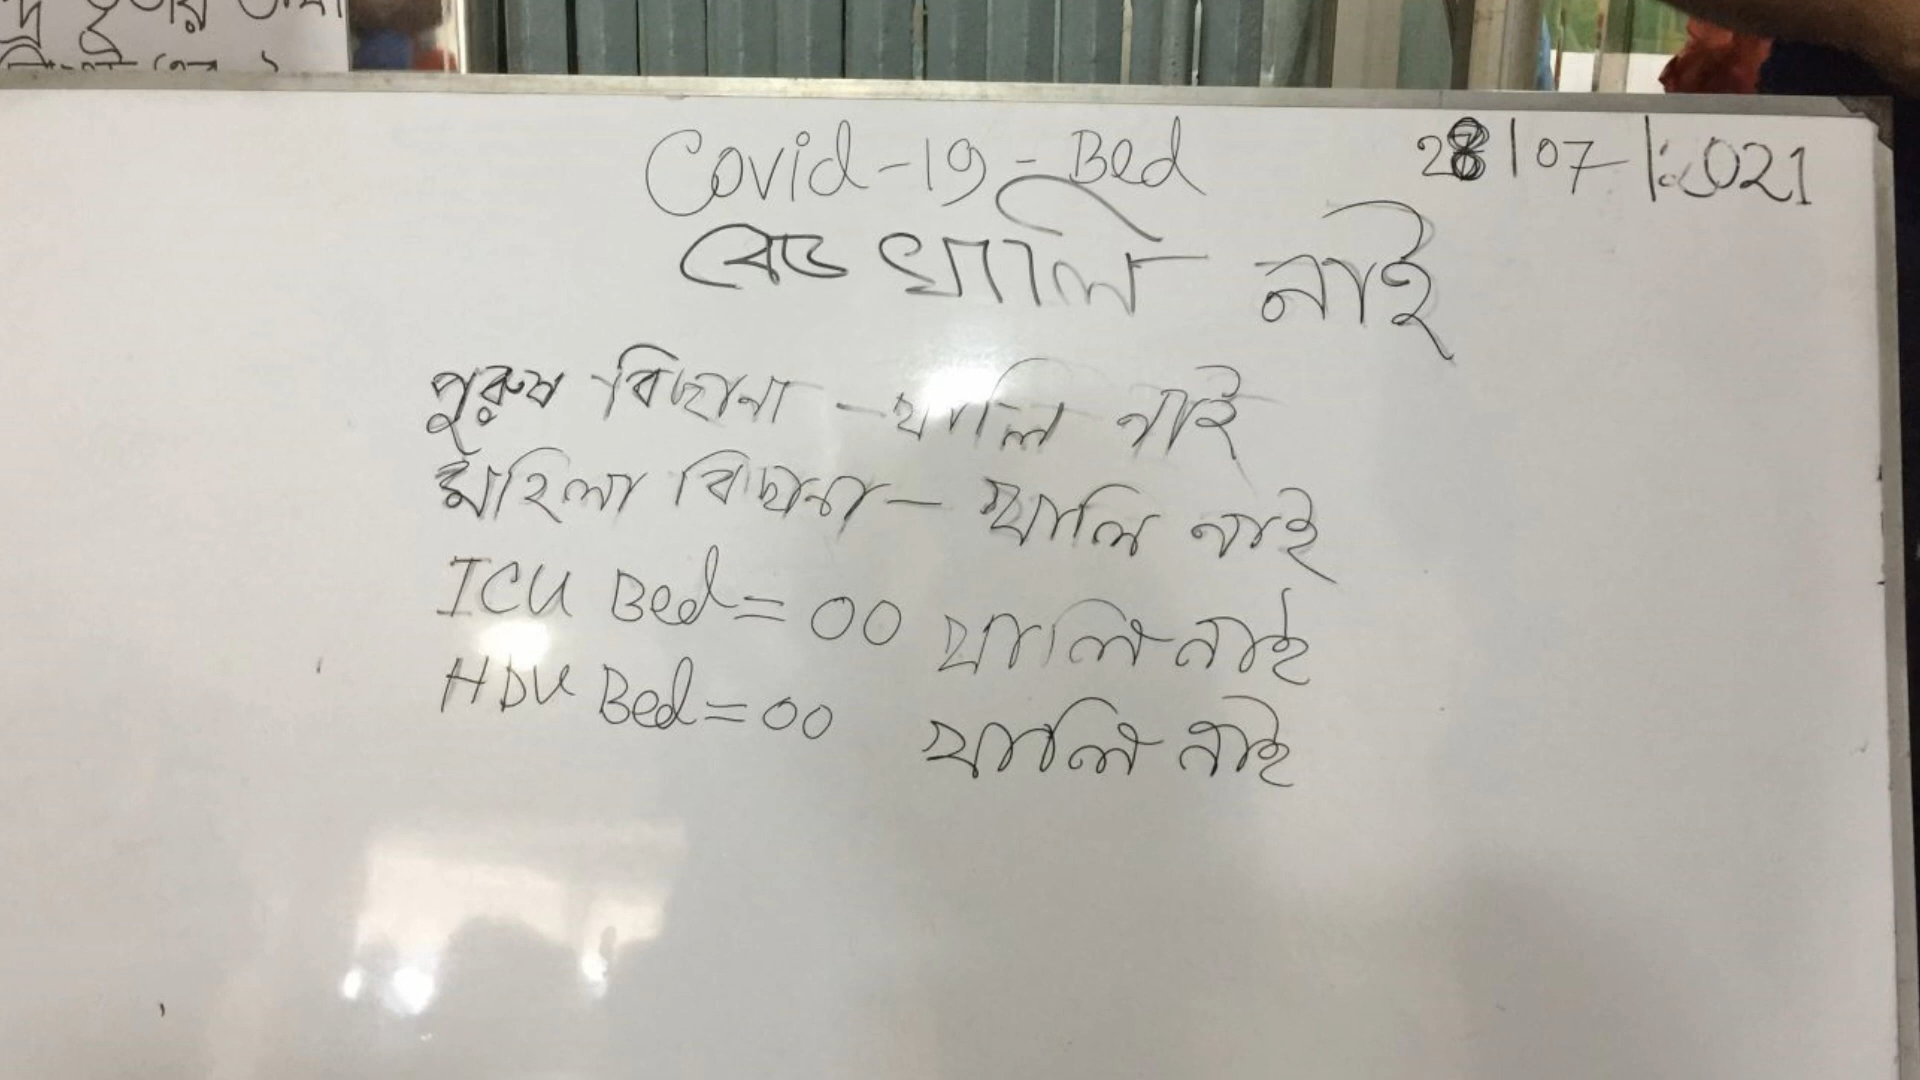 Covid-19-Bed
28/07/2021
বেড খালি নাই
পুরুষ বিছানা - খালি নাই
মহিলা বিছানা - খালি নাই
ICU Bed = 00 খালি নাই
HDU Bed = 00 খালি নাই